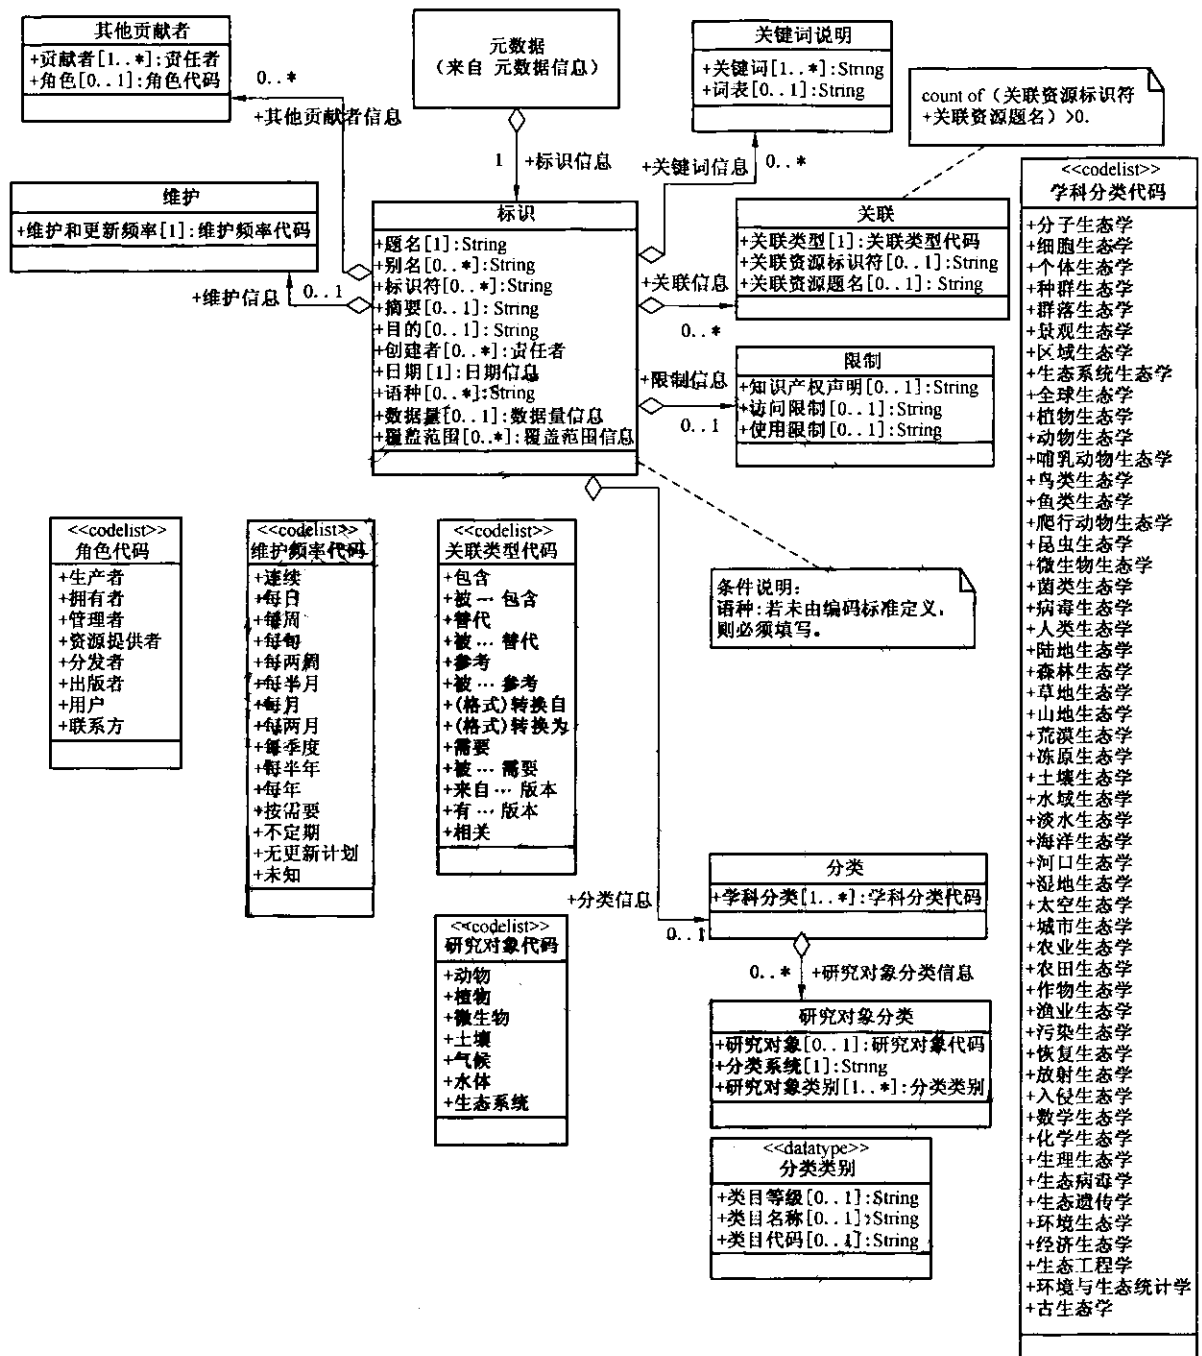 其他贡献者
+贡献者[1..*]:责任者
+角色[0..1]:角色代码
0..*
+其他贡献者信息
元数据
(来自 元数据信息)
1
+标识信息
关键词说明
+关键词[1..*]:String
+词表[0..1]:String
+关键词信息
0..*
count of(关联资源标识符
+关联资源题名)>0.
维护
+维护和更新频率[1]:维护频率代码
+维护信息
0..1
标识
+题名[1]:String
+别名[0..*]:String
+标识符[0..*]:String
+摘要[0..1]:String
+目的[0..1]:String
+创建者[0..*]:责任者
+日期[1]:日期信息
+语种[0..*]:String
+数据量[0..1]:数据量信息
+覆盖范围[0..*]:覆盖范围信息
关联
+关联类型[1]:关联类型代码
+关联资源标识符[0..1]:String
+关联资源题名[0..1]:String
+关联信息
0..*
限制
+知识产权声明[0..1]:String
+访问限制[0..1]:String
+使用限制[0..1]:String
+限制信息
0..1
<<codelist>>
角色代码
+生产者
+拥有者
+管理者
+资源提供者
+分发者
+出版者
+用户
+联系方
<<codelist>>
维护频率代码
+连续
+每日
+每周
+每旬
+每两周
+每半月
+每月
+每两月
+每季度
+每半年
+每年
+按需要
+不定期
+无更新计划
+未知
<<codelist>>
关联类型代码
+包含
+被…包含
+替代
+被… 替代
+参考
+被… 参考
+(格式)转换自
+(格式)转换为
+需要
+被… 需要
+来自… 版本
+有… 版本
+相关
条件说明:
语种:若未由编码标准定义,
则必须填写。
+分类信息
0..1
分类
+学科分类[1..*]:学科分类代码
0..*
+研究对象分类信息
<<codelist>>
研究对象代码
+动物
+植物
+微生物
+土壤
+气候
+水体
+生态系统
研究对象分类
+研究对象[0..1]:研究对象代码
+分类系统[1]:String
+研究对象类别[1..*]:分类类别
<<datatype>>
分类类别
+类目等级[0..1]:String
+类目名称[0..1]:String
+类目代码[0..1]:String
<<codelist>>
学科分类代码
+分子生态学
+细胞生态学
+个体生态学
+种群生态学
+群落生态学
+景观生态学
+区域生态学
+生态系统生态学
+全球生态学
+植物生态学
+动物生态学
+哺乳动物生态学
+鸟类生态学
+鱼类生态学
+爬行动物生态学
+昆虫生态学
+微生物生态学
+菌类生态学
+病毒生态学
+人类生态学
+陆地生态学
+森林生态学
+草地生态学
+山地生态学
+荒漠生态学
+冻原生态学
+土壤生态学
+水域生态学
+淡水生态学
+海洋生态学
+河口生态学
+湿地生态学
+太空生态学
+城市生态学
+农业生态学
+农田生态学
+作物生态学
+渔业生态学
+污染生态学
+恢复生态学
+放射生态学
+入侵生态学
+数学生态学
+化学生态学
+生理生态学
+生态病毒学
+生态遗传学
+环境生态学
+经济生态学
+生态工程学
+环境与生态统计学
+古生态学